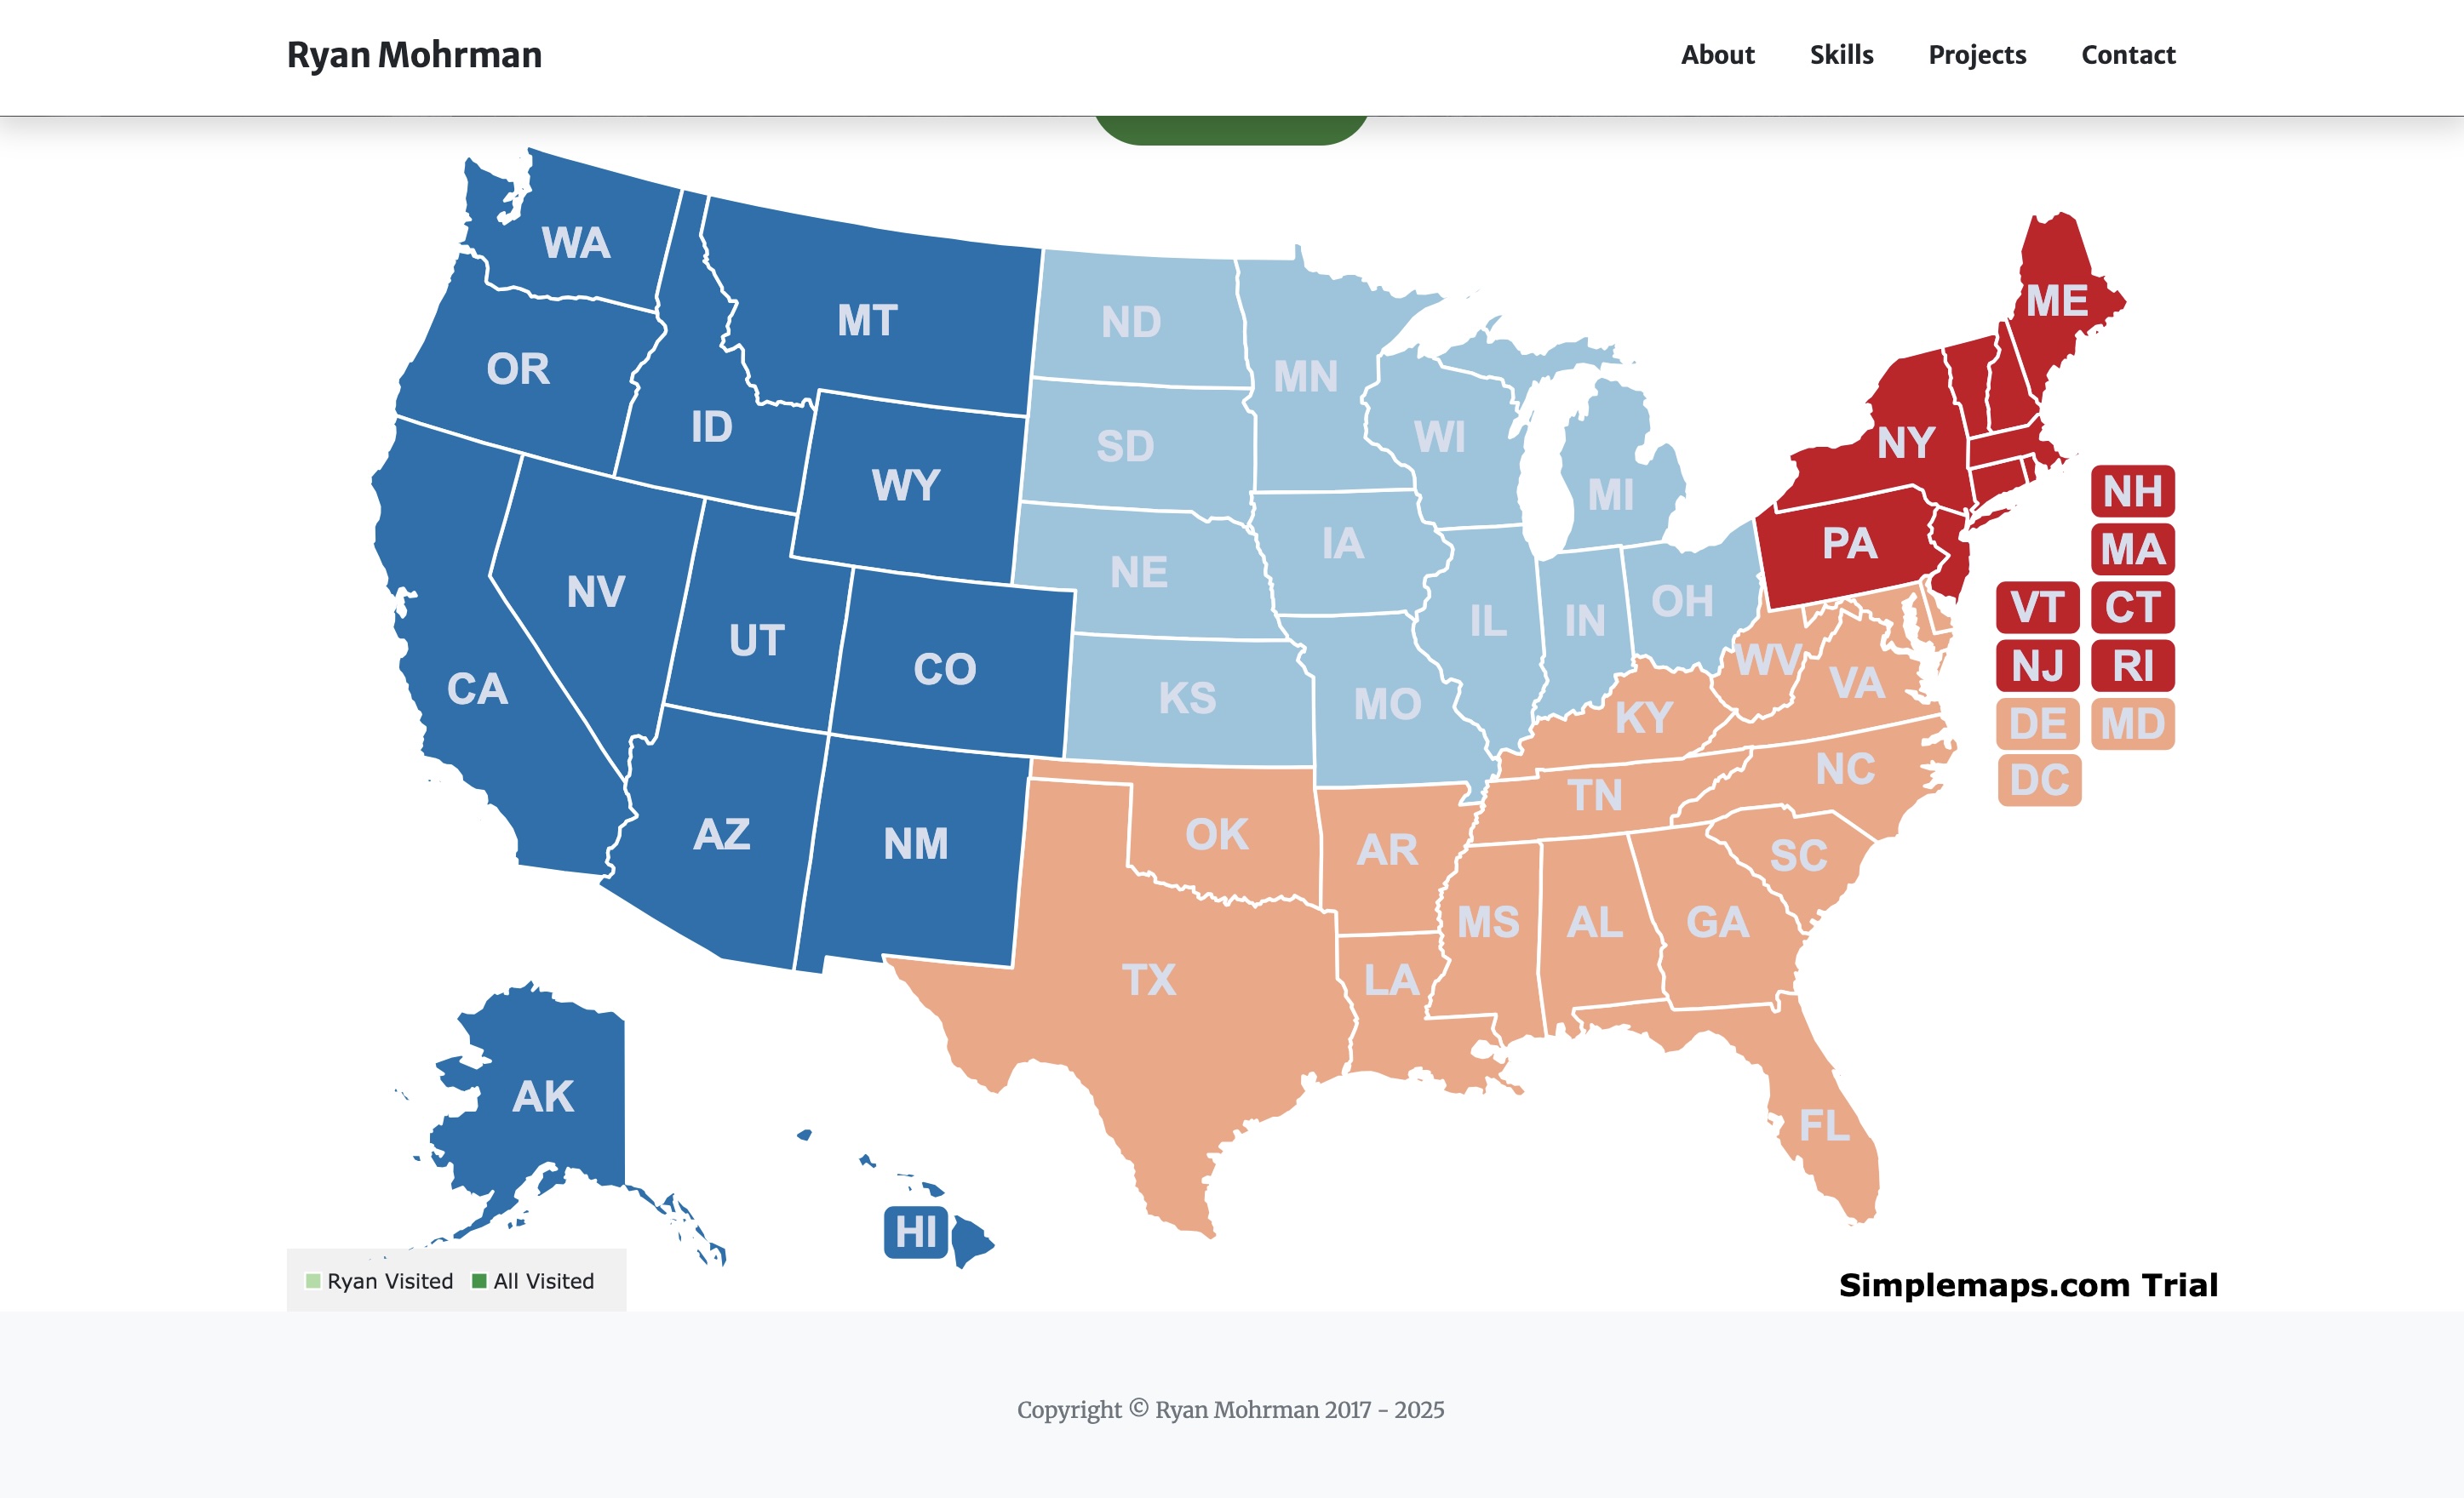 Ryan Mohrman
About Skills Projects Contact
WA
ME
MT
ND
OR
MN
ID
WI
NY
SD
WY
NH
MI
PA
IA
MA
NE
NV
OH
VT CT
IN
IL
UT
WV
NJ RI
CO
VA
CA
KS
MO
KY
DE MD
NC
DC
TN
AZ
OK
NM
AR
SC
MS
AL
GA
TX
LA
AK
FL
HI
Ryan Visited All Visited
Simplemaps.com Trial
Copyright © Ryan Mohrman 2017 - 2025